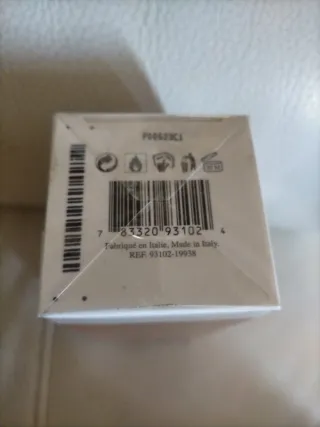 7 83320 93102 4
Fabriqué en Italie, Made in Italy.
REF. 93102-19938